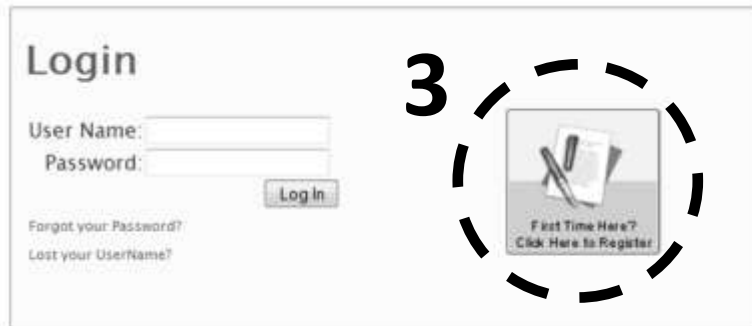 Login
3
User Name:
Password:
Log In
Forgot your Password?
Lost your UserName?
First Time Here?
Click Here to Register